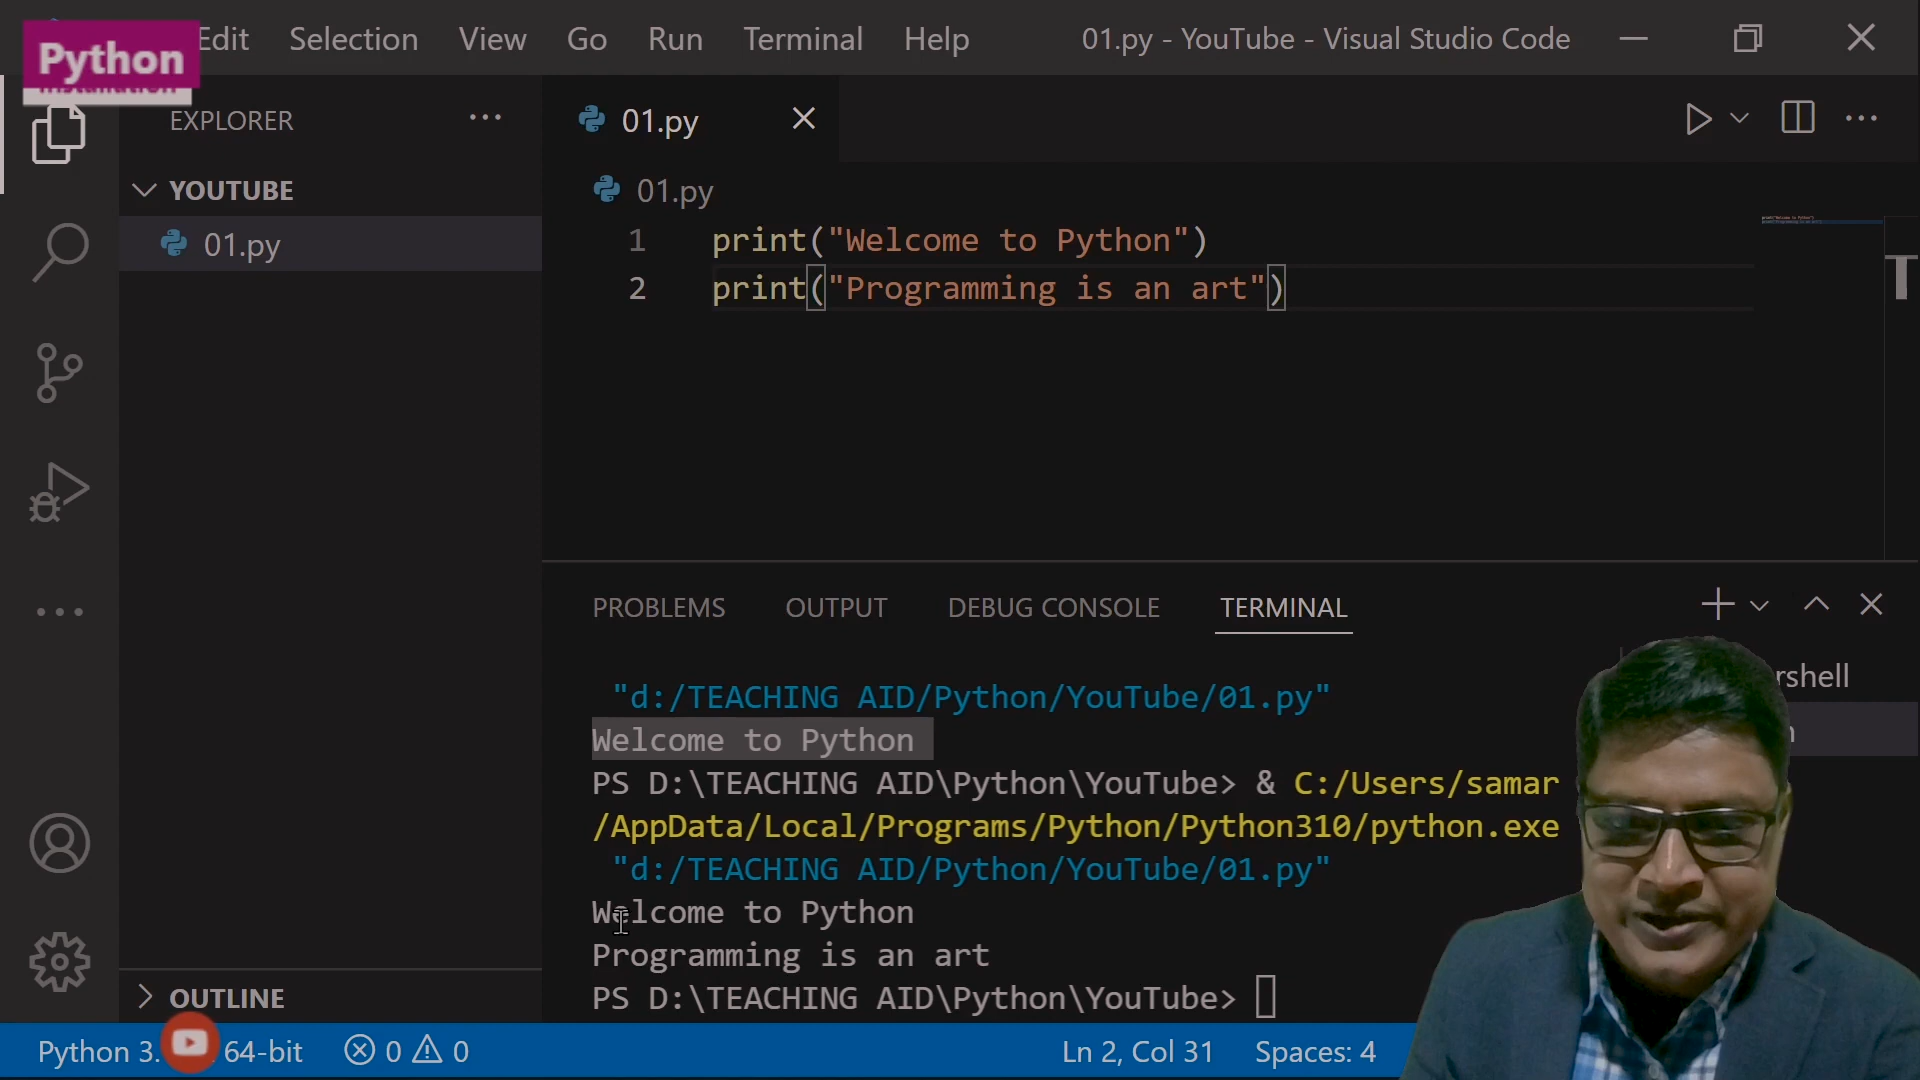 Python
Installation
Edit Selection View Go Run Terminal Help 01.py - YouTube - Visual Studio Code
EXPLORER
YOUTUBE
01.py
01.py
01.py
1 print("Welcome to Python")
2 print("Programming is an art")
PROBLEMS OUTPUT DEBUG CONSOLE TERMINAL
rshell
"d:/TEACHING AID/Python/YouTube/01.py"
Welcome to Python
PS D:\TEACHING AID\Python\YouTube> & C:/Users/samar
/AppData/Local/Programs/Python/Python310/python.exe
"d:/TEACHING AID/Python/YouTube/01.py"
Welcome to Python
Programming is an art
PS D:\TEACHING AID\Python\YouTube>
OUTLINE
Python 3. 64-bit 0 0 Ln 2, Col 31 Spaces: 4